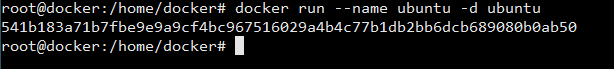 root@docker:/home/docker# docker run --name ubuntu -d ubuntu
541b183a71b7fbe9e9a9cf4bc967516029a4b4c77b1db2bb6dcb689080b0ab50
root@docker:/home/docker#